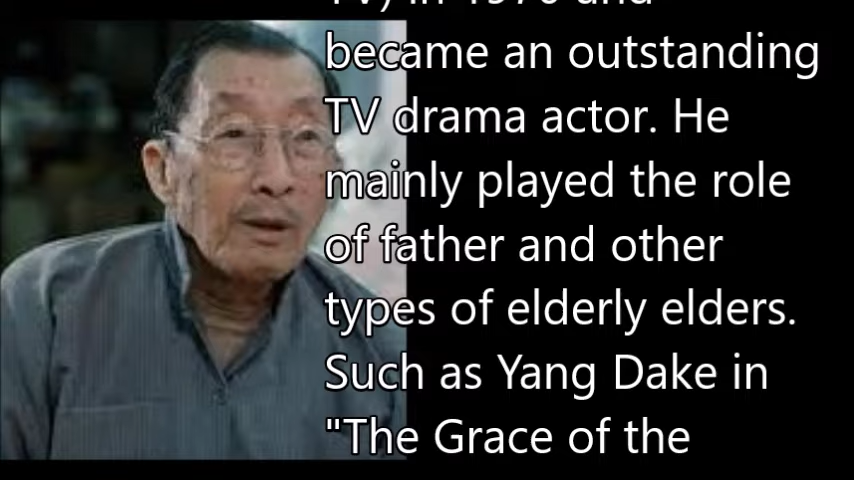 became an outstanding
TV drama actor. He
mainly played the role
of father and other
types of elderly elders.
Such as Yang Dake in
"The Grace of the